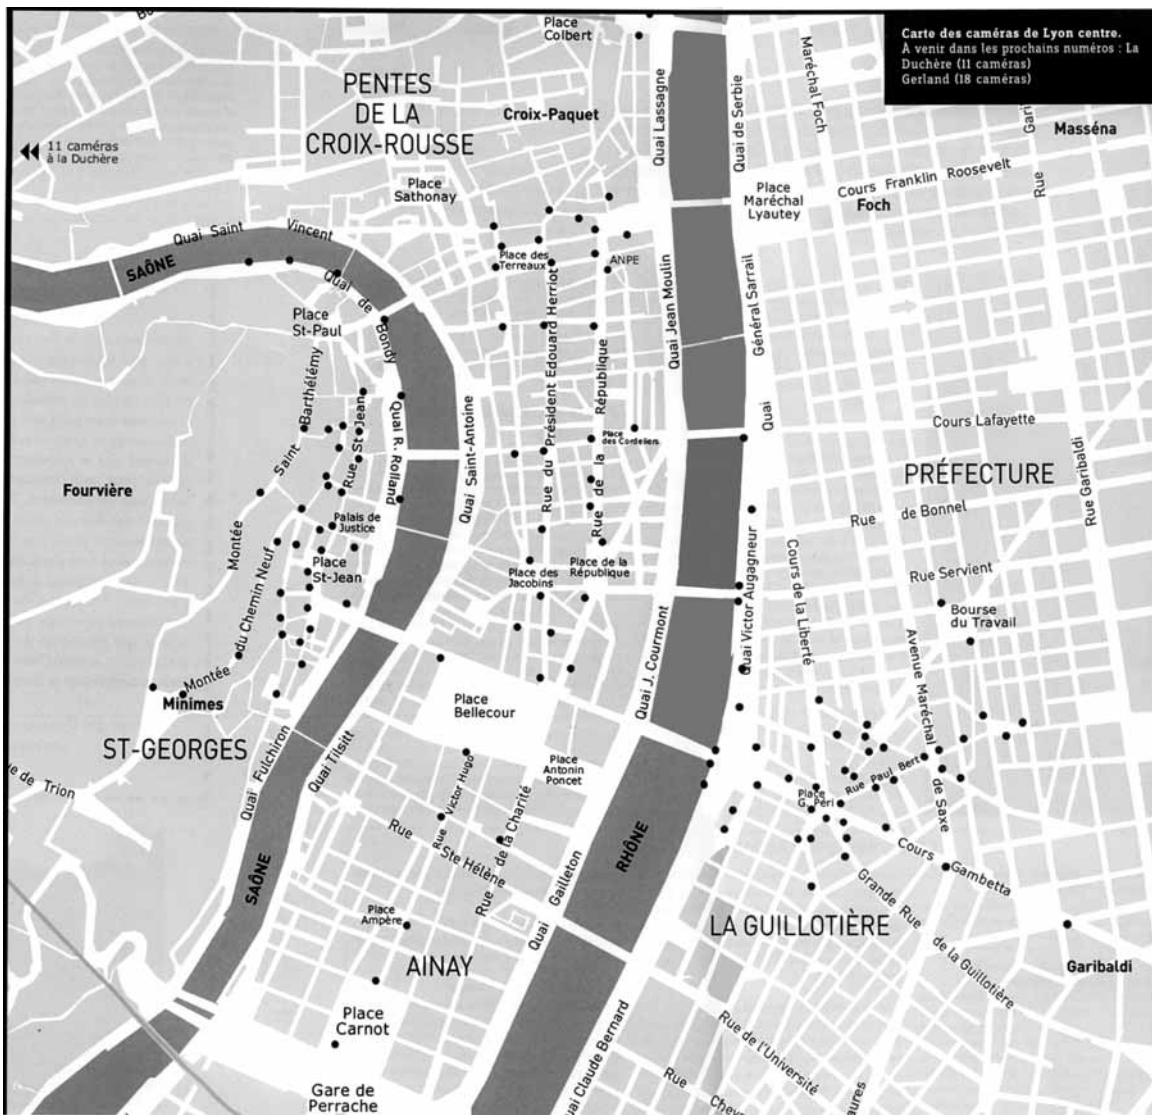 Place
Colbert
Carte des caméras de Lyon centre.
À venir dans les prochains numéros : La
Duchère (11 caméras)
Gerland (18 caméras)
PENTES
DE LA
CROIX-ROUSSE
Croix-Paquet
Quai Lassagne
Quai de Serbie
Maréchal Foch
Masséna
11 caméras
à la Duchère
Place
Sathonay
Place
Maréchal
Lyautey
Cours Franklin Roosevelt
Foch
Rue
Quai Saint Vincent
SAÔNE
Place des
Terreaux
ANPE
Quai de Bondy
Place
St-Paul
Quai Jean Moulin
Général Sarrail
Quai
Rue du Président Edouard Herriot
Rue de la République
Saint Barthélémy
Montée
Rue St Jean
Quai R. Rolland
Quai Saint-Antoine
Place
des Cordeliers
Cours Lafayette
PRÉFECTURE
Rue Garibaldi
Fourvière
Palais de
Justice
Rue de Bonnel
Place
St-Jean
Place des
Jacobins
Place de la
République
Quai Victor Augagneur
Cours de la Liberté
Rue Servient
Bourse
du Travail
Montée du Chemin Neuf
Minimes
Quai J. Courmont
Avenue Maréchal de Saxe
Place
Bellecour
ST-GEORGES
Quai Fulchiron
Quai Tilsitt
Place
Antonin
Poncet
Rue Victor Hugo
Rue de la Charité
Rue Paul Bert
Place
G. Péri
ue de Trion
Rue Ste Hélène
SAÔNE
RHÔNE
Cours Gambetta
Quai Gailleton
Place
Ampère
AINAY
LA GUILLOTIÈRE
Grande Rue de la Guillotière
Garibaldi
Place
Carnot
Gare de
Perrache
uai Claude Bernard
Rue de l'Université
Rue
aures